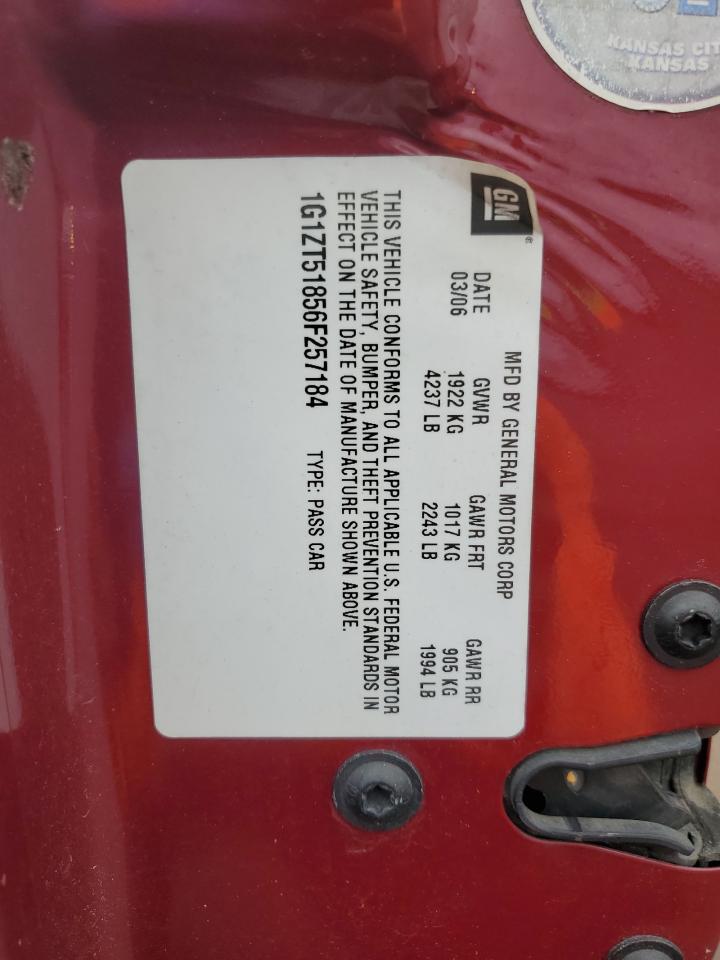 KANSAS CIT
KANSAS
GM®
MFD BY GENERAL MOTORS CORP
DATE GVWR GAWR FRT GAWR RR
03/06 1922 KG 1017 KG 905 KG
4237 LB 2243 LB 1994 LB
THIS VEHICLE CONFORMS TO ALL APPLICABLE U.S. FEDERAL MOTOR
VEHICLE SAFETY, BUMPER, AND THEFT PREVENTION STANDARDS IN
EFFECT ON THE DATE OF MANUFACTURE SHOWN ABOVE.
1G1ZT51856F257184 TYPE: PASS CAR